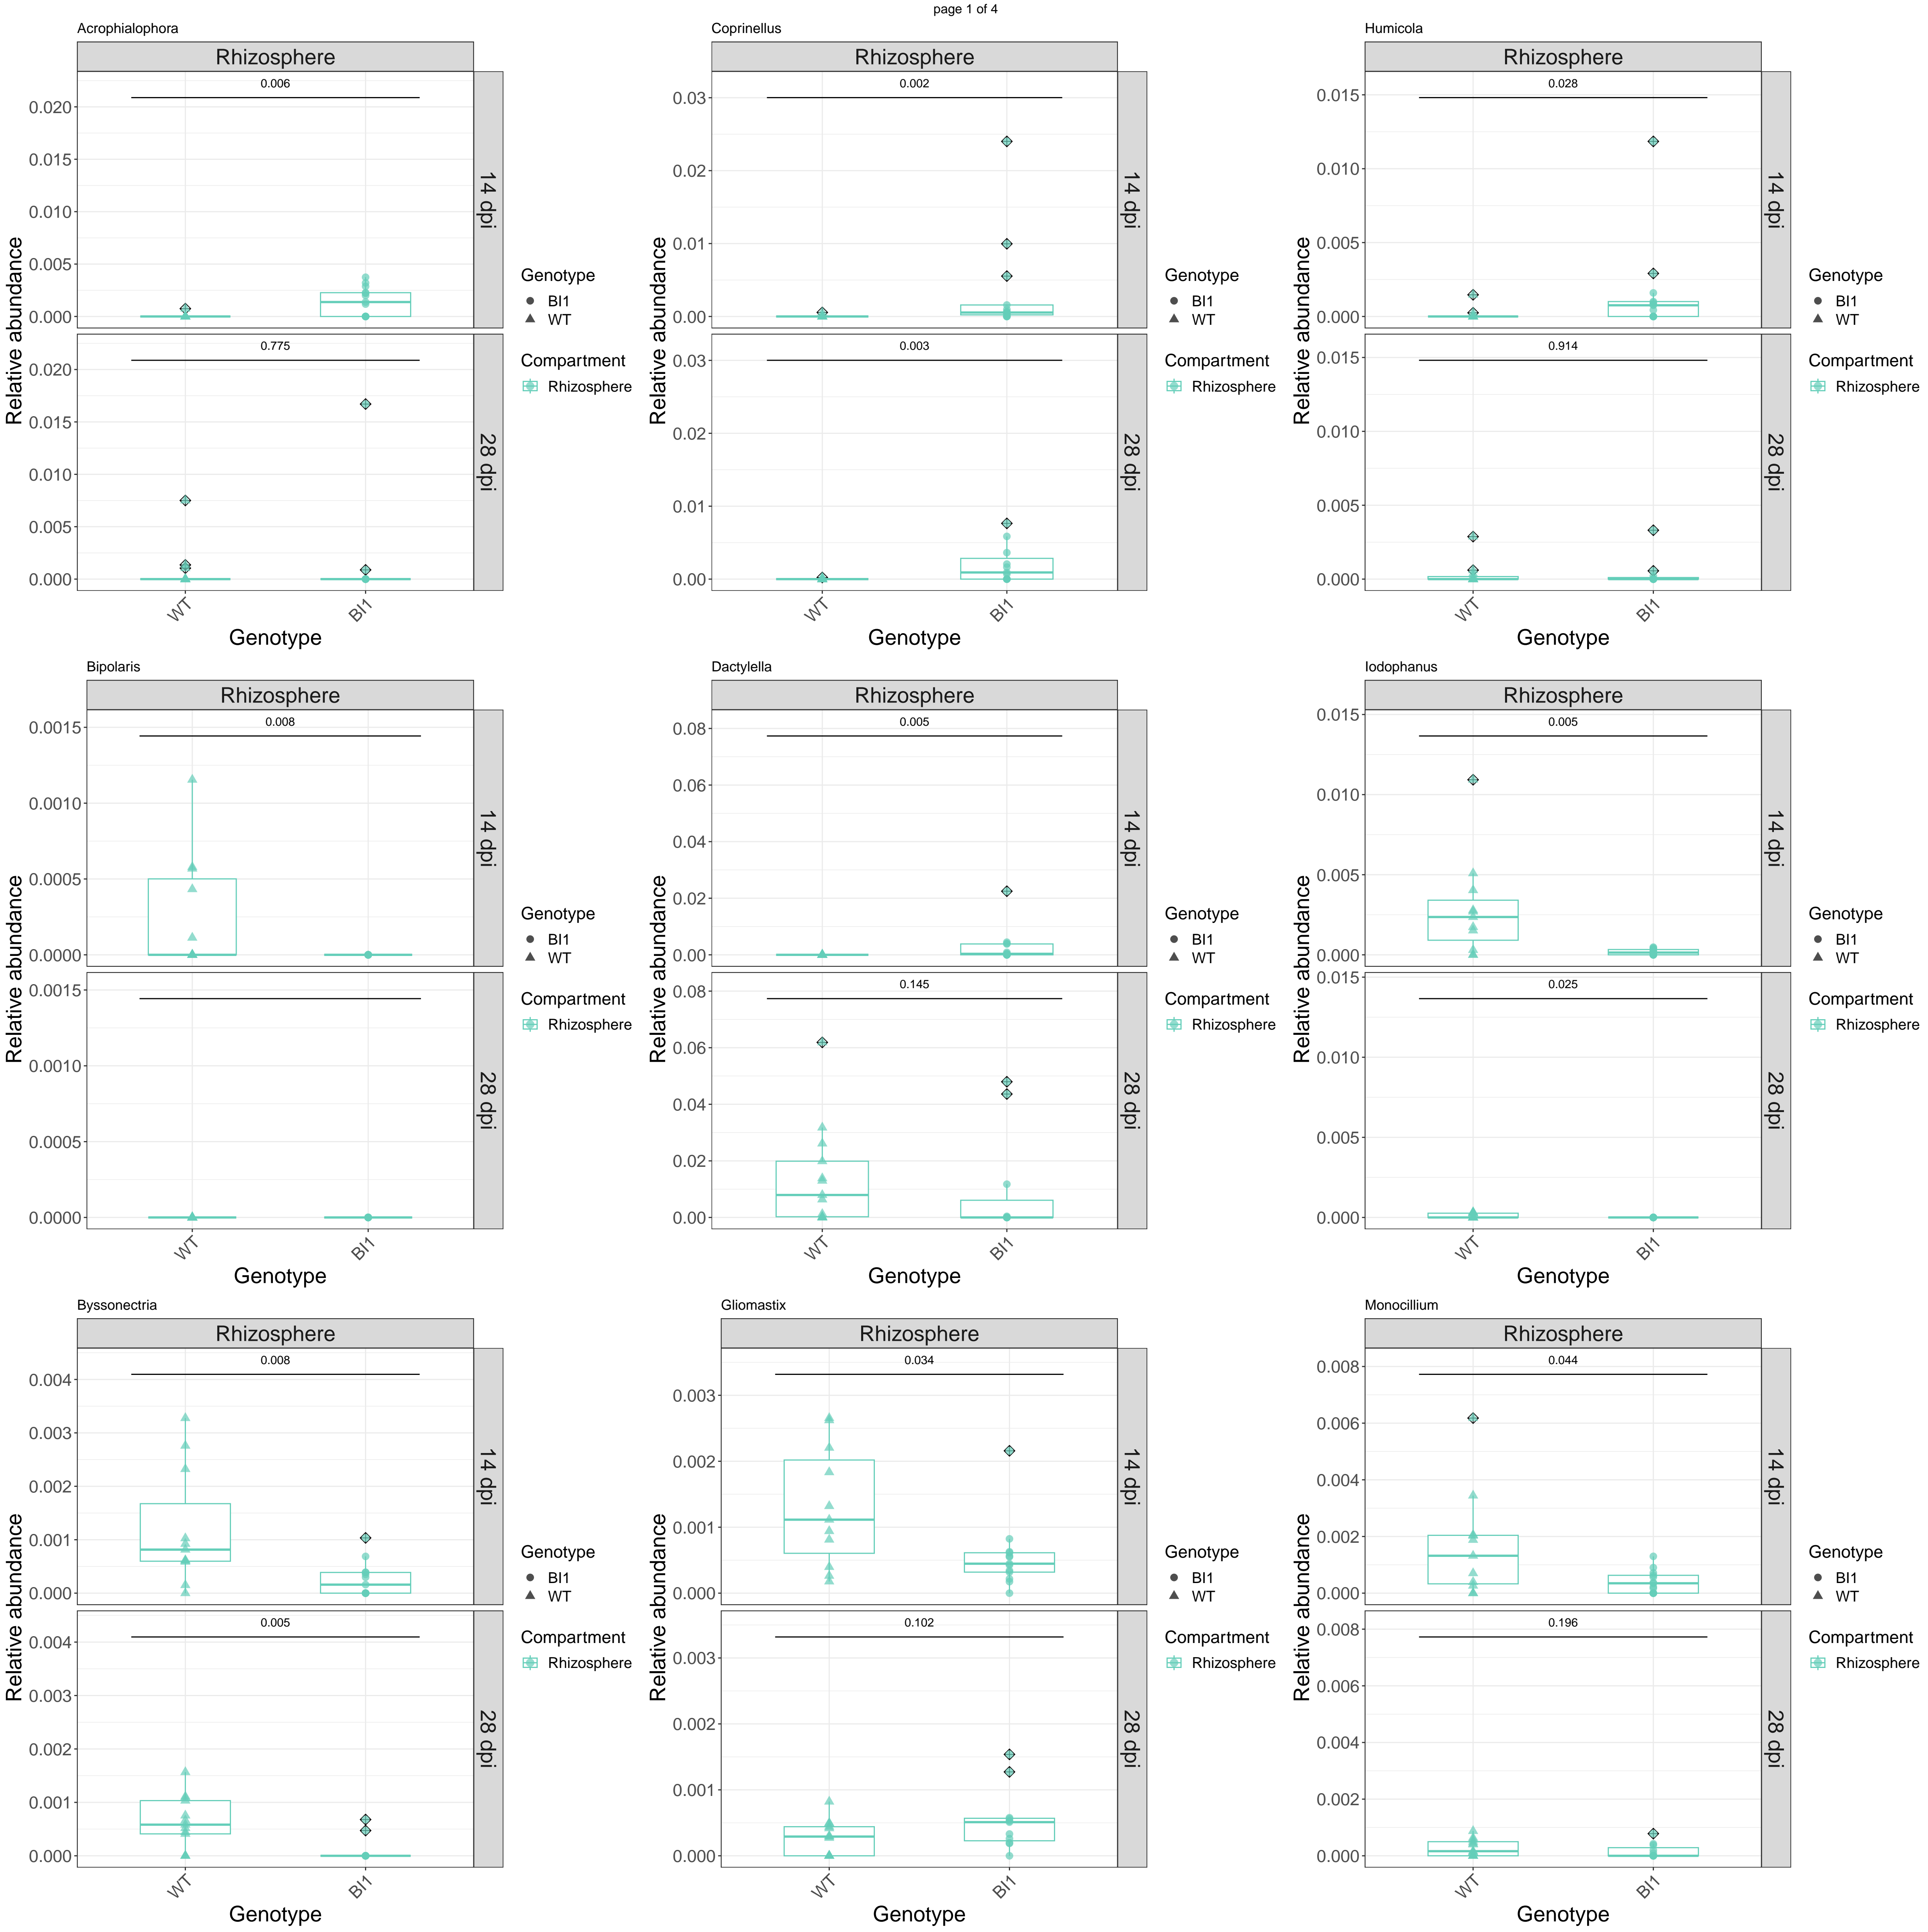 page 1 of 4
Acrophialophora
Rhizosphere
0.006
0.020
0.015
0.010
0.005
0.000
14 dpi
0.775
0.020
0.015
0.010
0.005
0.000
28 dpi
WT
BI1
Genotype
Relative abundance
Genotype
BI1
WT
Compartment
Rhizosphere
Coprinellus
Rhizosphere
0.002
0.03
0.02
0.01
0.00
14 dpi
0.003
0.03
0.02
0.01
0.00
28 dpi
WT
BI1
Genotype
Relative abundance
Genotype
BI1
WT
Compartment
Rhizosphere
Humicola
Rhizosphere
0.028
0.015
0.010
0.005
0.000
14 dpi
0.914
0.015
0.010
0.005
0.000
28 dpi
WT
BI1
Genotype
Relative abundance
Genotype
BI1
WT
Compartment
Rhizosphere
Bipolaris
Rhizosphere
0.008
0.0015
0.0010
0.0005
0.0000
14 dpi
0.0015
0.0010
0.0005
0.0000
28 dpi
WT
BI1
Genotype
Relative abundance
Genotype
BI1
WT
Compartment
Rhizosphere
Dactylella
Rhizosphere
0.005
0.08
0.06
0.04
0.02
0.00
14 dpi
0.145
0.08
0.06
0.04
0.02
0.00
28 dpi
WT
BI1
Genotype
Relative abundance
Genotype
BI1
WT
Compartment
Rhizosphere
Iodophanus
Rhizosphere
0.005
0.015
0.010
0.005
0.000
14 dpi
0.025
0.015
0.010
0.005
0.000
28 dpi
WT
BI1
Genotype
Relative abundance
Genotype
BI1
WT
Compartment
Rhizosphere
Byssonectria
Rhizosphere
0.008
0.004
0.003
0.002
0.001
0.000
14 dpi
0.005
0.004
0.003
0.002
0.001
0.000
28 dpi
WT
BI1
Genotype
Relative abundance
Genotype
BI1
WT
Compartment
Rhizosphere
Gliomastix
Rhizosphere
0.034
0.003
0.002
0.001
0.000
14 dpi
0.102
0.003
0.002
0.001
0.000
28 dpi
WT
BI1
Genotype
Relative abundance
Genotype
BI1
WT
Compartment
Rhizosphere
Monocillium
Rhizosphere
0.044
0.008
0.006
0.004
0.002
0.000
14 dpi
0.196
0.008
0.006
0.004
0.002
0.000
28 dpi
WT
BI1
Genotype
Relative abundance
Genotype
BI1
WT
Compartment
Rhizosphere